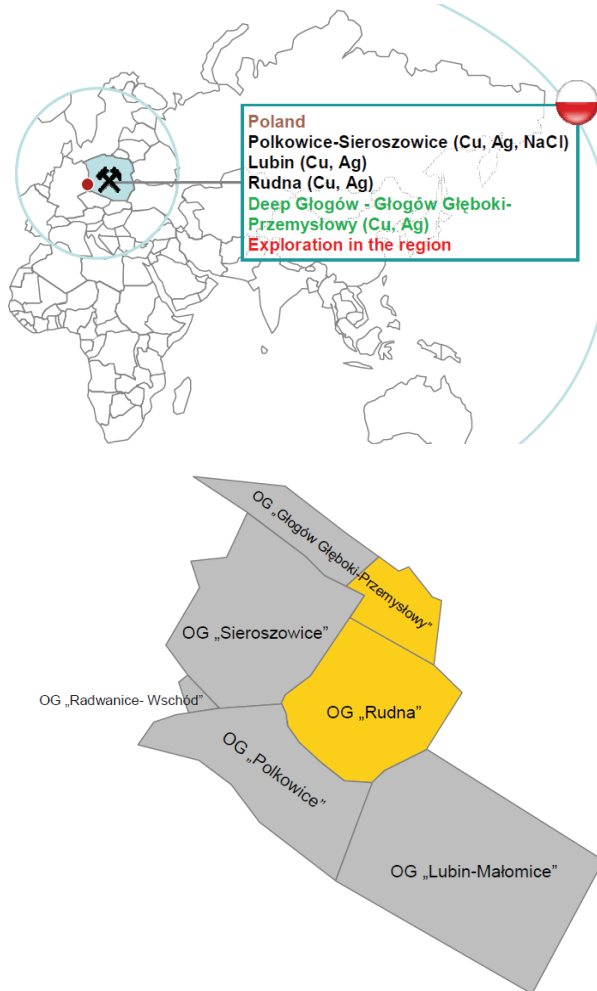 Poland
Polkowice-Sieroszowice (Cu, Ag, NaCl)
Lubin (Cu, Ag)
Rudna (Cu, Ag)
Deep Głogów - Głogów Głęboki-
Przemysłowy (Cu, Ag)
Exploration in the region
OG „Głogów Głęboki-Przemysłowy”
OG „Sieroszowice”
OG „Radwanice- Wschód”
OG „Rudna”
OG „Polkowice”
OG „Lubin-Małomice”